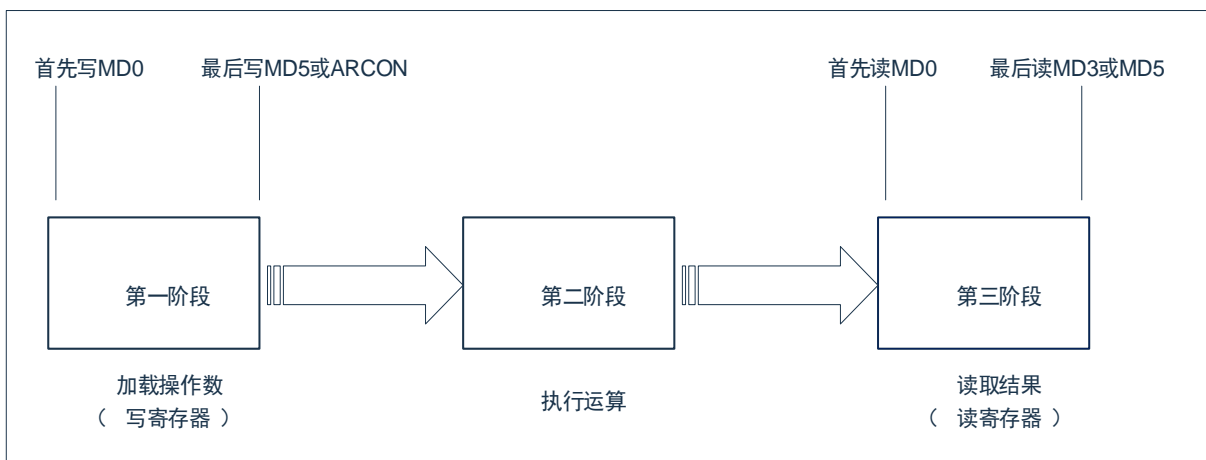 首先写MD0
最后写MD5或ARCON
首先读MD0
最后读MD3或MD5
第一阶段
第二阶段
第三阶段
加载操作数
( 写寄存器 )
执行运算
读取结果
( 读寄存器 )